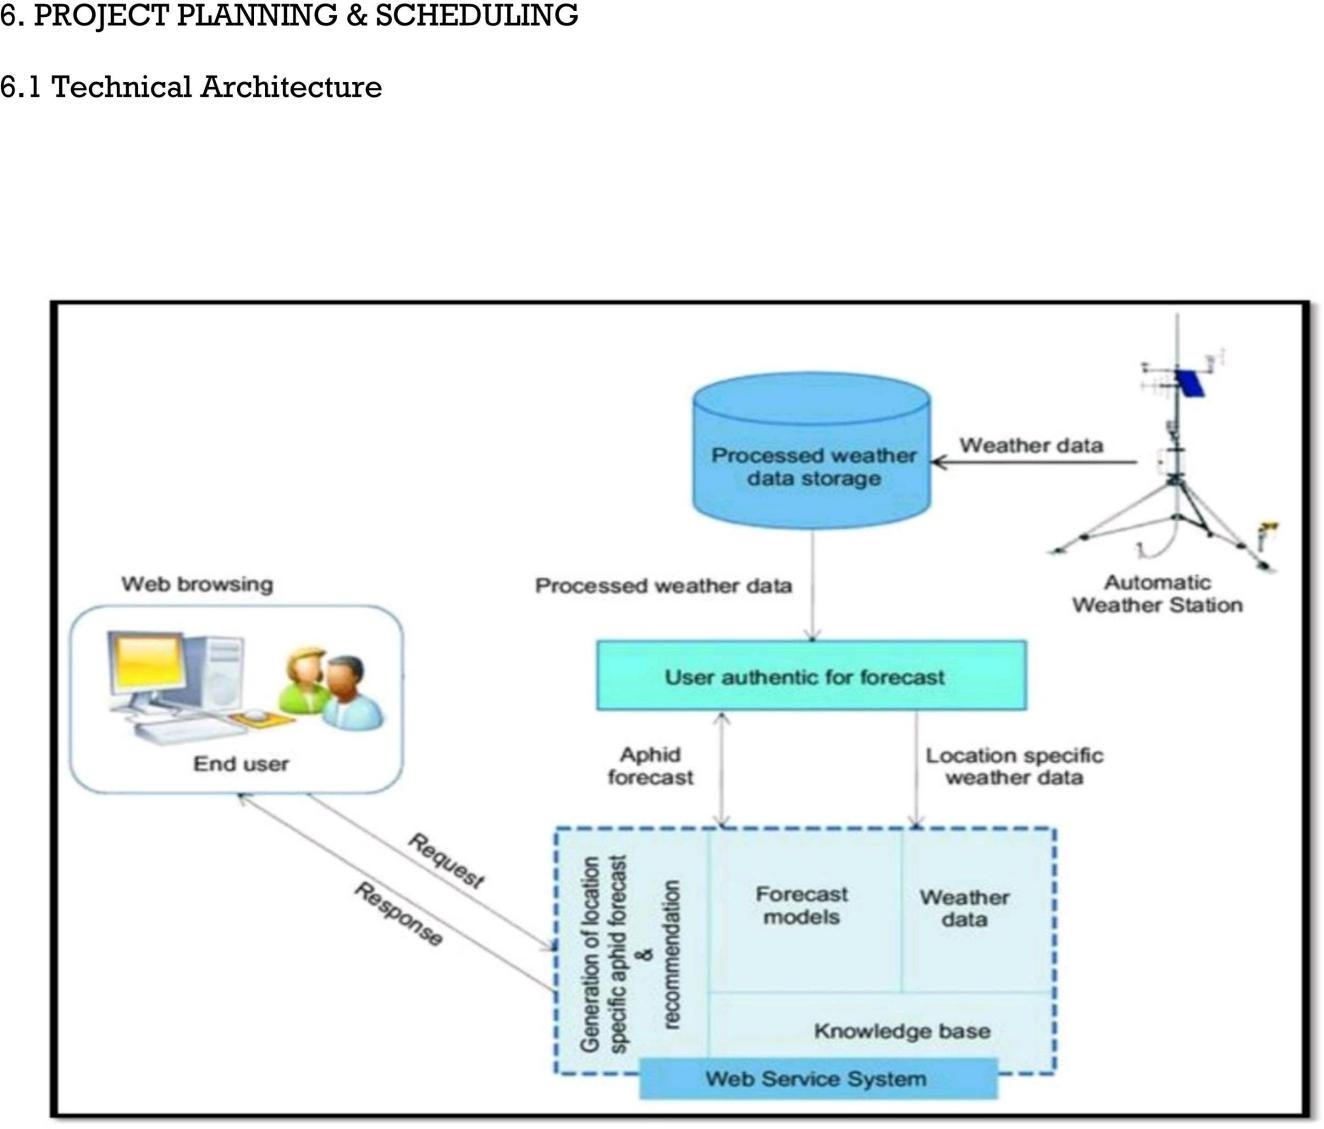 6. PROJECT PLANNING & SCHEDULING
6.1 Technical Architecture
Processed weather
data storage
Weather data
Automatic
Weather Station
Processed weather data
Web browsing
End user
User authentic for forecast
Aphid
forecast
Location specific
weather data
Request
Response
Generation of location
specific aphid forecast
&
recommendation
Forecast
models
Weather
data
Knowledge base
Web Service System